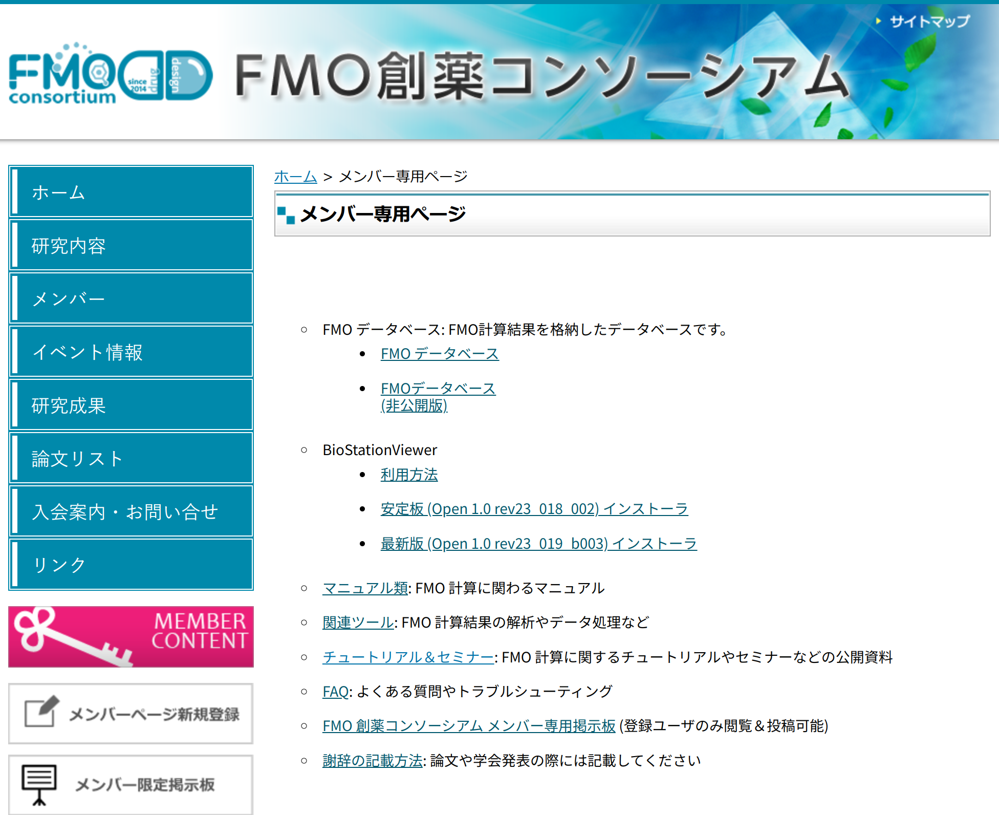 サイトマップ
FMO DD
consortium
since 2014
drug design
FMO創薬コンソーシアム
ホーム
研究内容
メンバー
イベント情報
研究成果
論文リスト
入会案内・お問い合せ
リンク
MEMBER
CONTENT
メンバーページ新規登録
メンバー限定掲示板
ホーム > メンバー専用ページ
メンバー専用ページ
FMO データベース: FMO計算結果を格納したデータベースです。
FMO データベース
FMOデータベース
(非公開版)
BioStationViewer
利用方法
安定板 (Open 1.0 rev23_018_002) インストーラ
最新版 (Open 1.0 rev23_019_b003) インストーラ
マニュアル類: FMO 計算に関わるマニュアル
関連ツール: FMO 計算結果の解析やデータ処理など
チュートリアル＆セミナー: FMO 計算に関するチュートリアルやセミナーなどの公開資料
FAQ: よくある質問やトラブルシューティング
FMO 創薬コンソーシアム メンバー専用掲示板 (登録ユーザのみ閲覧＆投稿可能)
謝辞の記載方法: 論文や学会発表の際には記載してください